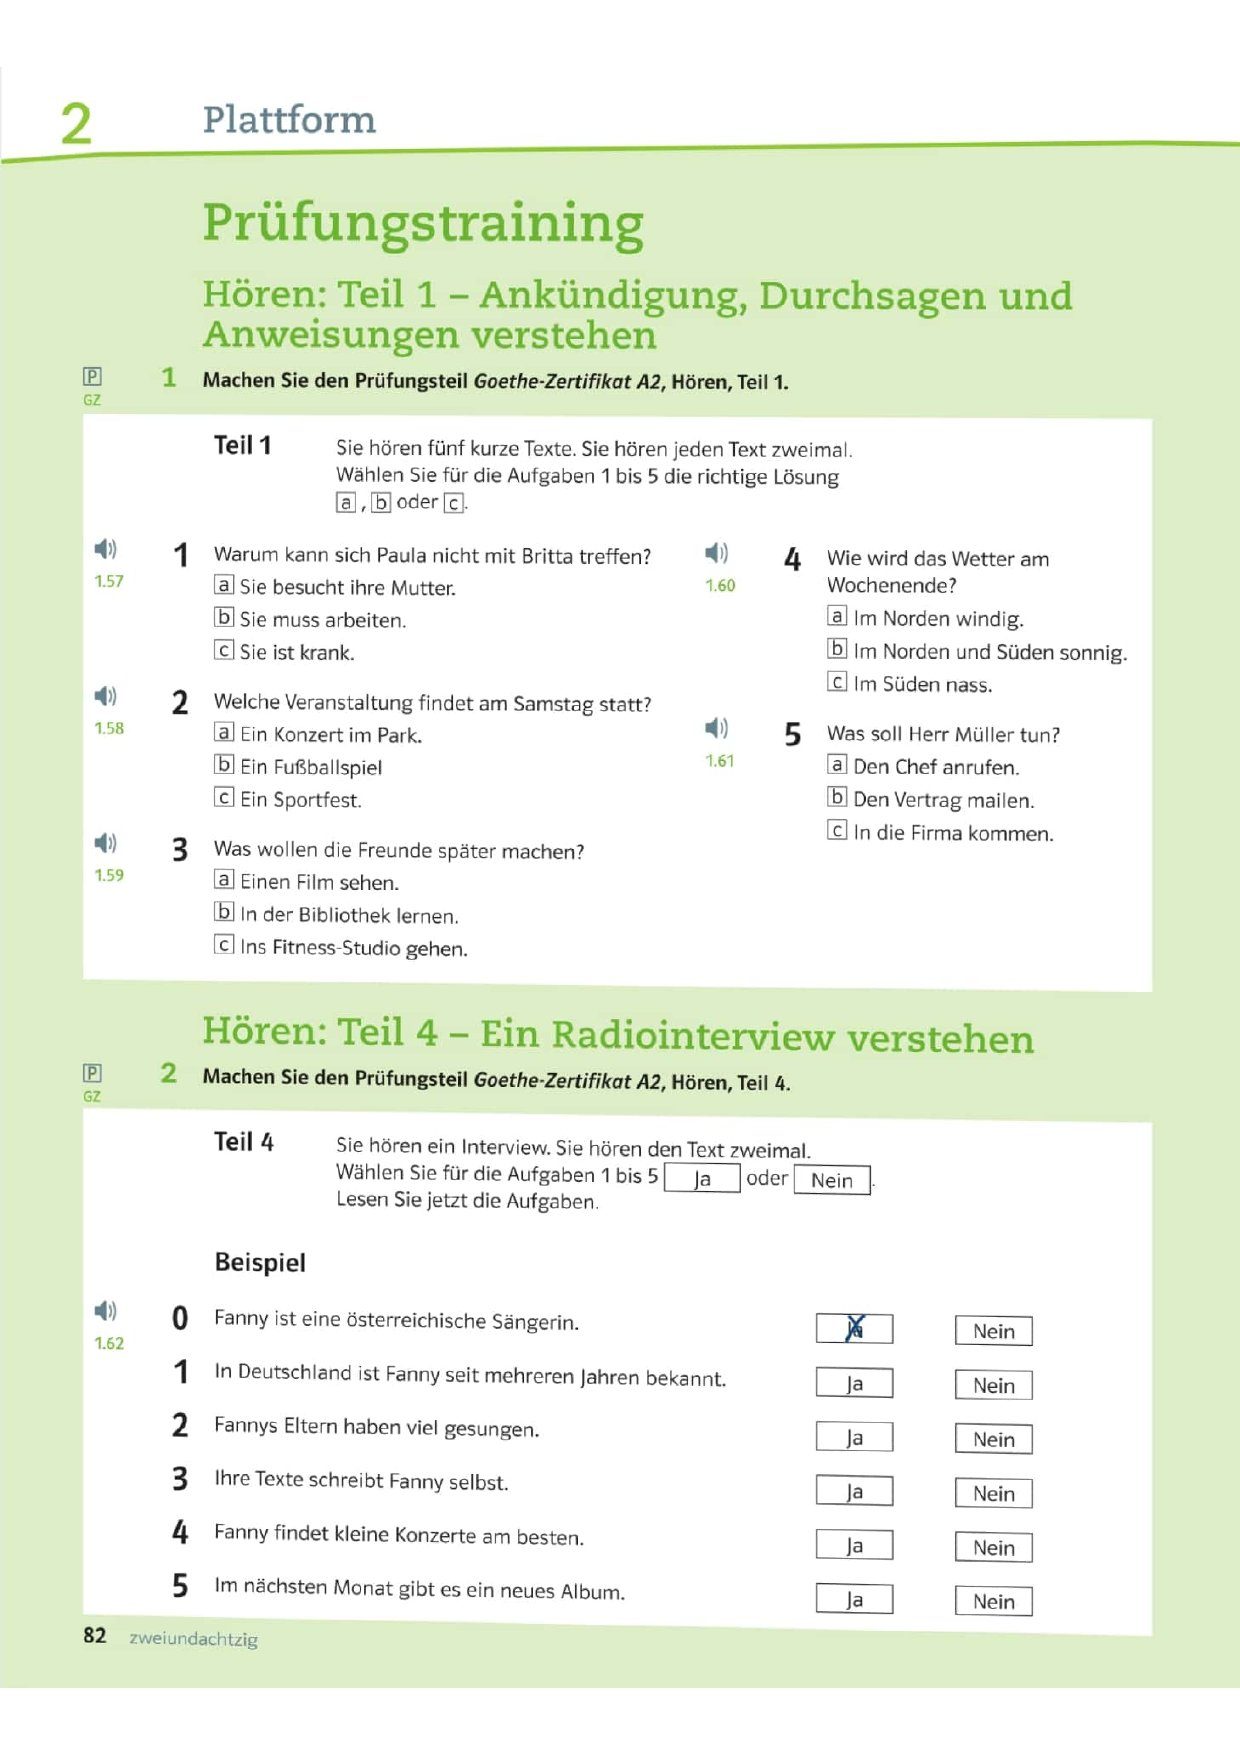 2 Plattform
Prüfungstraining
Hören: Teil 1 – Ankündigung, Durchsagen und
Anweisungen verstehen
P
GZ
1 Machen Sie den Prüfungsteil Goethe-Zertifikat A2, Hören, Teil 1.
Teil 1 Sie hören fünf kurze Texte. Sie hören jeden Text zweimal.
Wählen Sie für die Aufgaben 1 bis 5 die richtige Lösung
a , b oder c.
1.57
1 Warum kann sich Paula nicht mit Britta treffen?
a Sie besucht ihre Mutter.
b Sie muss arbeiten.
c Sie ist krank.
1.58
2 Welche Veranstaltung findet am Samstag statt?
a Ein Konzert im Park.
b Ein Fußballspiel
c Ein Sportfest.
1.59
3 Was wollen die Freunde später machen?
a Einen Film sehen.
b In der Bibliothek lernen.
c Ins Fitness-Studio gehen.
1.60
4 Wie wird das Wetter am
Wochenende?
a Im Norden windig.
b Im Norden und Süden sonnig.
c Im Süden nass.
1.61
5 Was soll Herr Müller tun?
a Den Chef anrufen.
b Den Vertrag mailen.
c In die Firma kommen.
Hören: Teil 4 – Ein Radiointerview verstehen
P
GZ
2 Machen Sie den Prüfungsteil Goethe-Zertifikat A2, Hören, Teil 4.
Teil 4 Sie hören ein Interview. Sie hören den Text zweimal.
Wählen Sie für die Aufgaben 1 bis 5 Ja oder Nein.
Lesen Sie jetzt die Aufgaben.
Beispiel
1.62
0 Fanny ist eine österreichische Sängerin. Ja Nein
1 In Deutschland ist Fanny seit mehreren Jahren bekannt. Ja Nein
2 Fannys Eltern haben viel gesungen. Ja Nein
3 Ihre Texte schreibt Fanny selbst. Ja Nein
4 Fanny findet kleine Konzerte am besten. Ja Nein
5 Im nächsten Monat gibt es ein neues Album. Ja Nein
82 zweiundachtzig